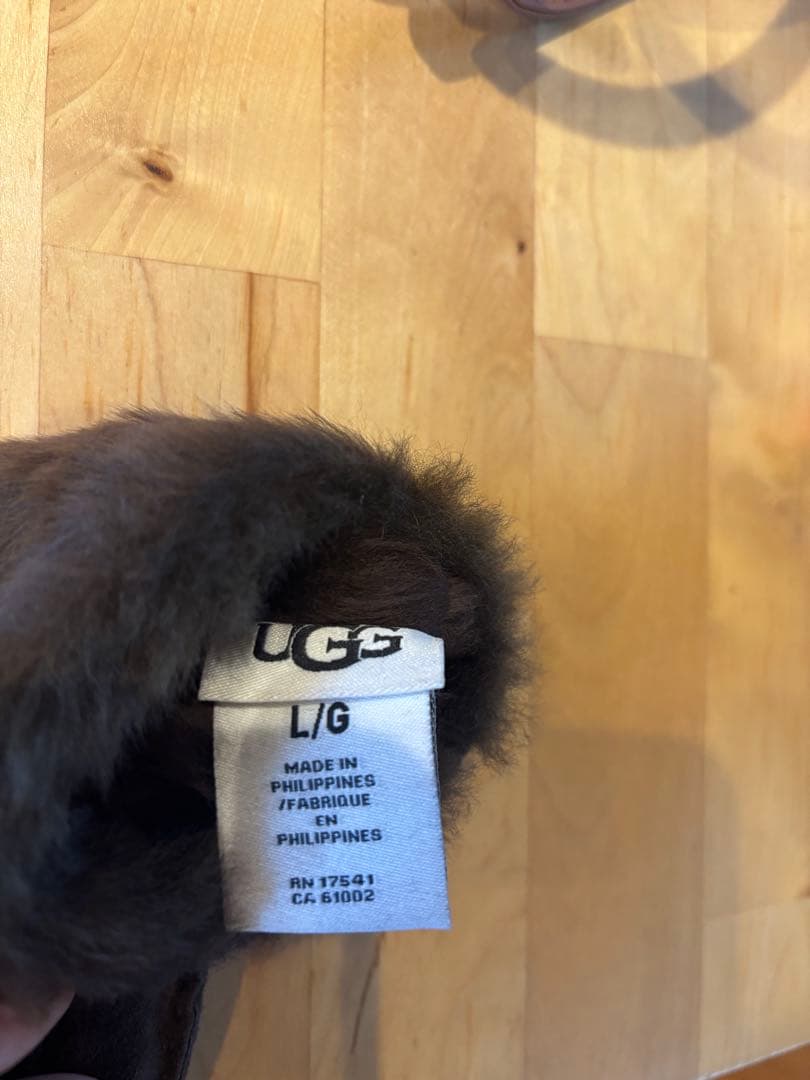 UGG
L/G
MADE IN
PHILIPPINES
/FABRIQUE
EN
PHILIPPINES
RN 17541
CA 61002